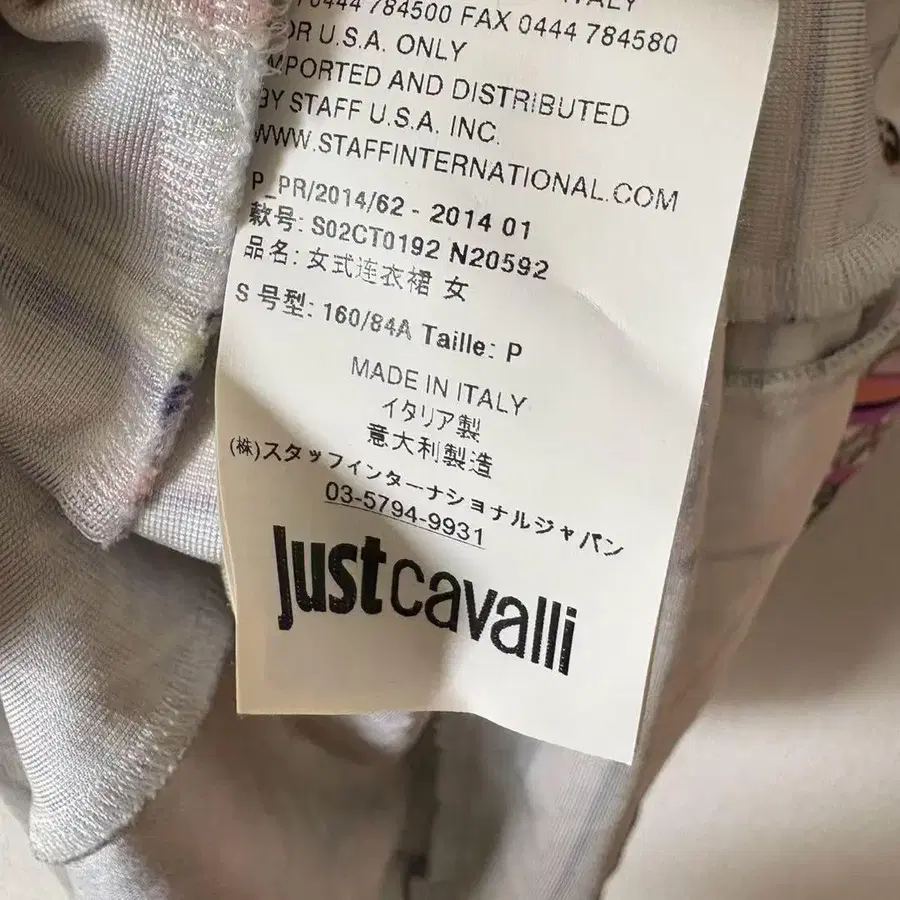 ITALY
0444 784500 FAX 0444 784580
OR U.S.A. ONLY
IMPORTED AND DISTRIBUTED
BY STAFF U.S.A. INC.
WWW.STAFFINTERNATIONAL.COM
P_PR/2014/62 - 2014 01
款号: S02CT0192 N20592
品名: 女式连衣裙 女
S 号型: 160/84A Taille: P
MADE IN ITALY
イタリア製
意大利製造
(株)スタッフインターナショナルジャパン
03-5794-9931
justcavalli